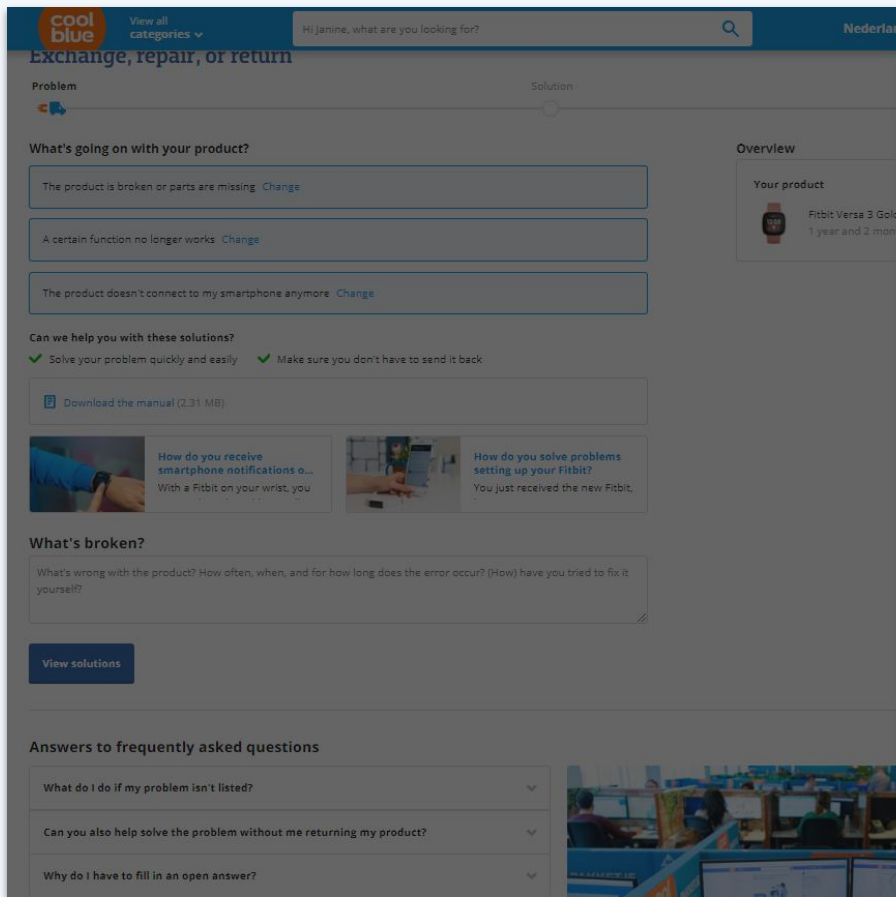 cool
blue
View all
categories
Hi Janine, what are you looking for?
Nederlan
Exchange, repair, or return
Problem
Solution
What's going on with your product?
The product is broken or parts are missing Change
A certain function no longer works Change
The product doesn't connect to my smartphone anymore Change
Can we help you with these solutions?
Solve your problem quickly and easily
Make sure you don't have to send it back
Download the manual (2.31 MB)
How do you receive
smartphone notifications o...
With a Fitbit on your wrist, you
How do you solve problems
setting up your Fitbit?
You just received the new Fitbit,
What's broken?
What's wrong with the product? How often, when, and for how long does the error occur? (How) have you tried to fix it
yourself?
View solutions
Overview
Your product
Fitbit Versa 3 Gold
1 year and 2 mon
Answers to frequently asked questions
What do I do if my problem isn't listed?
Can you also help solve the problem without me returning my product?
Why do I have to fill in an open answer?